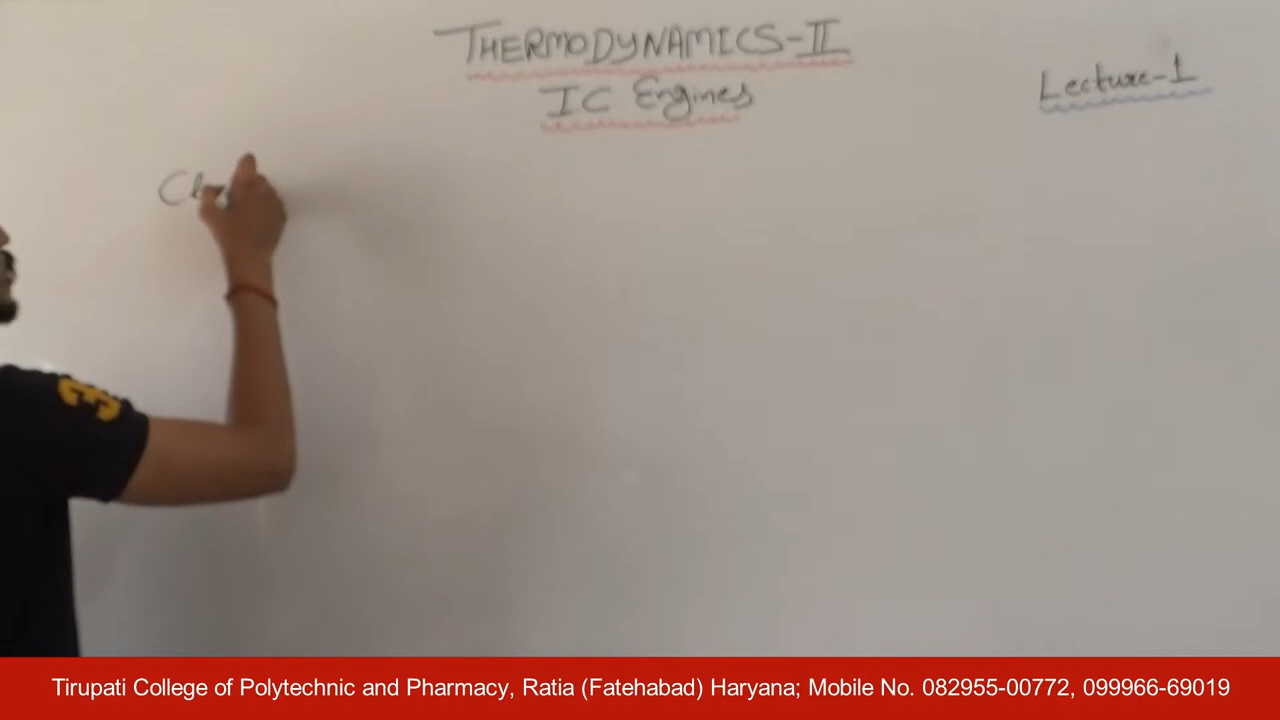 THERMODYNAMICS-II
IC Engines
Lecture-1
Tirupati College of Polytechnic and Pharmacy, Ratia (Fatehabad) Haryana; Mobile No. 082955-00772, 099966-69019